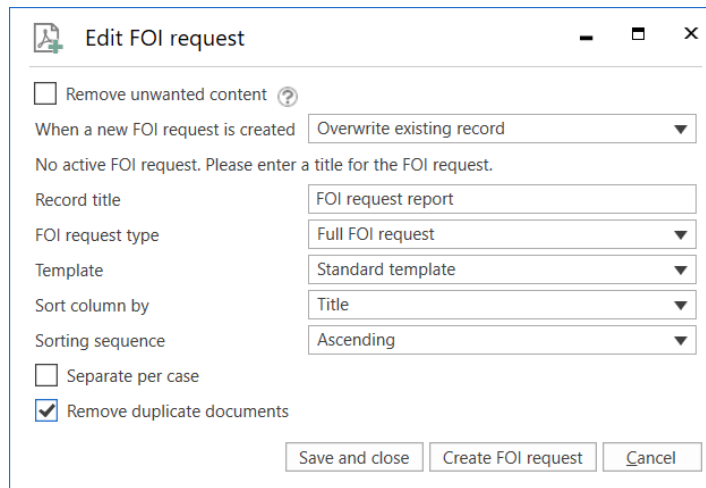 Edit FOI request
Remove unwanted content ?
When a new FOI request is created Overwrite existing record
No active FOI request. Please enter a title for the FOI request.
Record title FOI request report
FOI request type Full FOI request
Template Standard template
Sort column by Title
Sorting sequence Ascending
Separate per case
Remove duplicate documents
Save and close Create FOI request Cancel